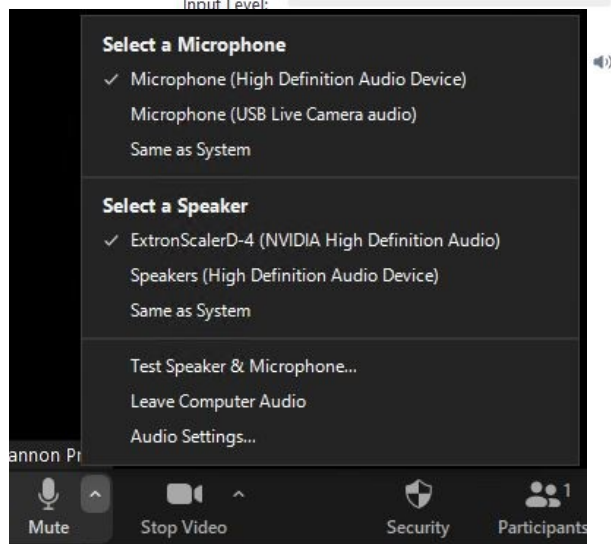 Input Level:
Select a Microphone
Microphone (High Definition Audio Device)
Microphone (USB Live Camera audio)
Same as System
Select a Speaker
ExtronScalerD-4 (NVIDIA High Definition Audio)
Speakers (High Definition Audio Device)
Same as System
Test Speaker & Microphone...
Leave Computer Audio
Audio Settings...
annon Pr
1
Mute
Stop Video
Security
Participants